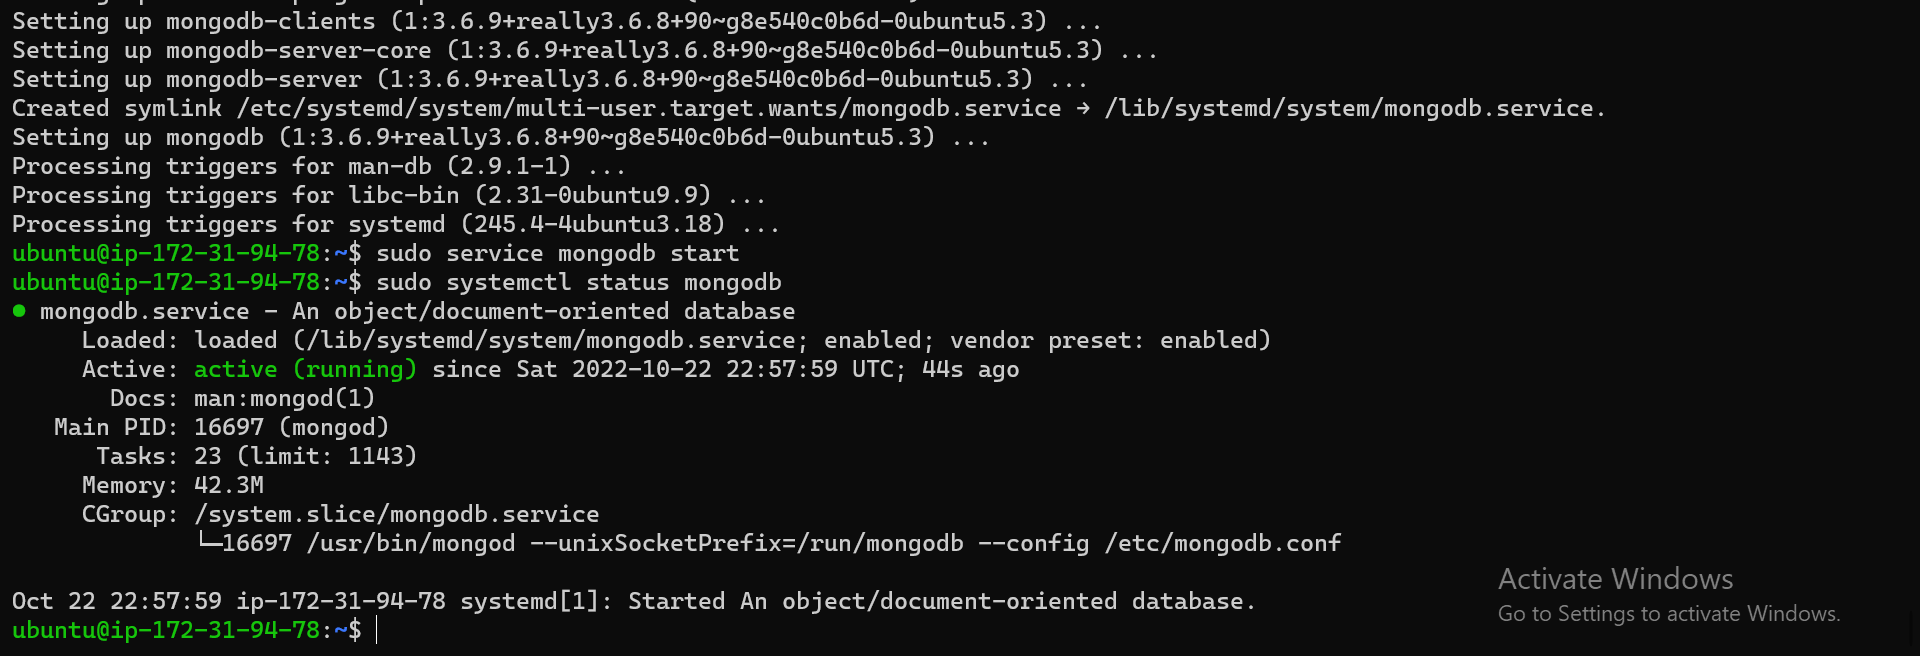 Setting up mongodb-clients (1:3.6.9+really3.6.8+90~g8e540c0b6d-0ubuntu5.3) ...
Setting up mongodb-server-core (1:3.6.9+really3.6.8+90~g8e540c0b6d-0ubuntu5.3) ...
Setting up mongodb-server (1:3.6.9+really3.6.8+90~g8e540c0b6d-0ubuntu5.3) ...
Created symlink /etc/systemd/system/multi-user.target.wants/mongodb.service → /lib/systemd/system/mongodb.service.
Setting up mongodb (1:3.6.9+really3.6.8+90~g8e540c0b6d-0ubuntu5.3) ...
Processing triggers for man-db (2.9.1-1) ...
Processing triggers for libc-bin (2.31-0ubuntu9.9) ...
Processing triggers for systemd (245.4-4ubuntu3.18) ...
ubuntu@ip-172-31-94-78:~$ sudo service mongodb start
ubuntu@ip-172-31-94-78:~$ sudo systemctl status mongodb
● mongodb.service - An object/document-oriented database
Loaded: loaded (/lib/systemd/system/mongodb.service; enabled; vendor preset: enabled)
Active: active (running) since Sat 2022-10-22 22:57:59 UTC; 44s ago
Docs: man:mongod(1)
Main PID: 16697 (mongod)
Tasks: 23 (limit: 1143)
Memory: 42.3M
CGroup: /system.slice/mongodb.service
└─16697 /usr/bin/mongod --unixSocketPrefix=/run/mongodb --config /etc/mongodb.conf
Oct 22 22:57:59 ip-172-31-94-78 systemd[1]: Started An object/document-oriented database.
ubuntu@ip-172-31-94-78:~$
Activate Windows
Go to Settings to activate Windows.